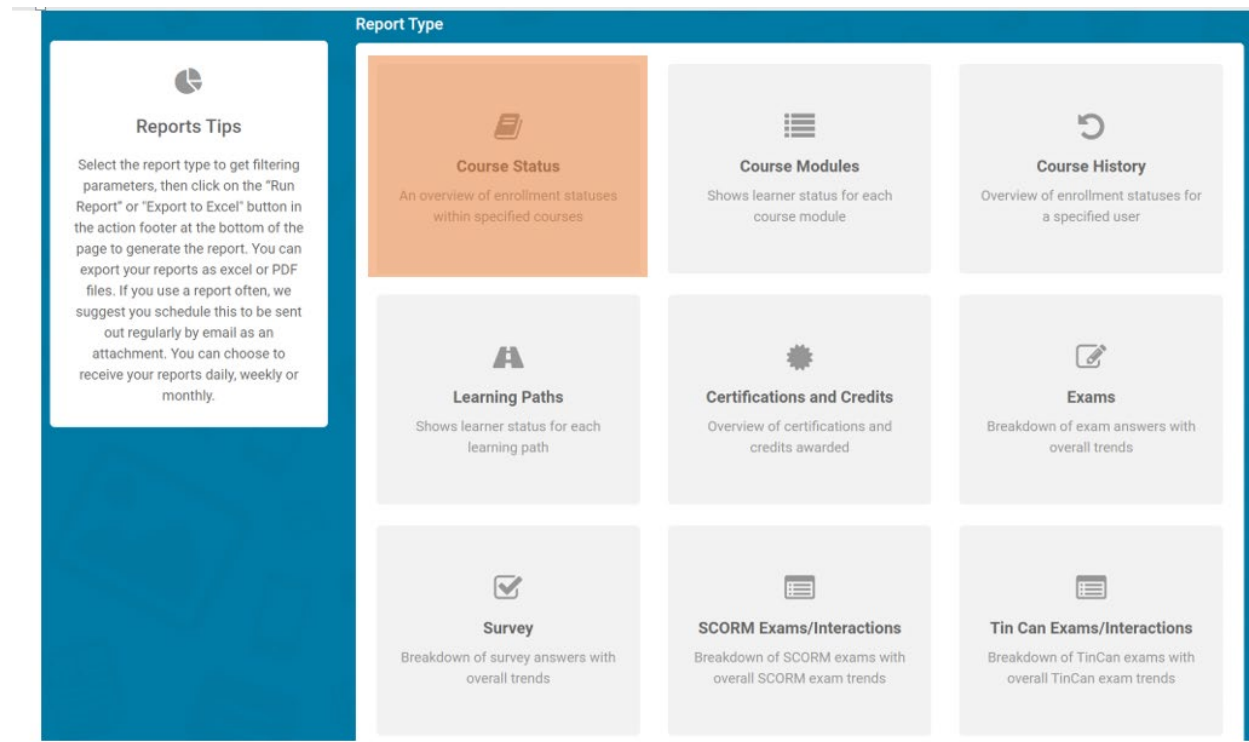 Report Type
Reports Tips
Select the report type to get filtering
parameters, then click on the "Run
Report" or "Export to Excel" button in
the action footer at the bottom of the
page to generate the report. You can
export your reports as excel or PDF
files. If you use a report often, we
suggest you schedule this to be sent
out regularly by email as an
attachment. You can choose to
receive your reports daily, weekly or
monthly.
Course Status
An overview of enrollment statuses
within specified courses
Course Modules
Shows learner status for each
course module
Course History
Overview of enrollment statuses for
a specified user
Learning Paths
Shows learner status for each
learning path
Certifications and Credits
Overview of certifications and
credits awarded
Exams
Breakdown of exam answers with
overall trends
Survey
Breakdown of survey answers with
overall trends
SCORM Exams/Interactions
Breakdown of SCORM exams with
overall SCORM exam trends
Tin Can Exams/Interactions
Breakdown of TinCan exams with
overall TinCan exam trends